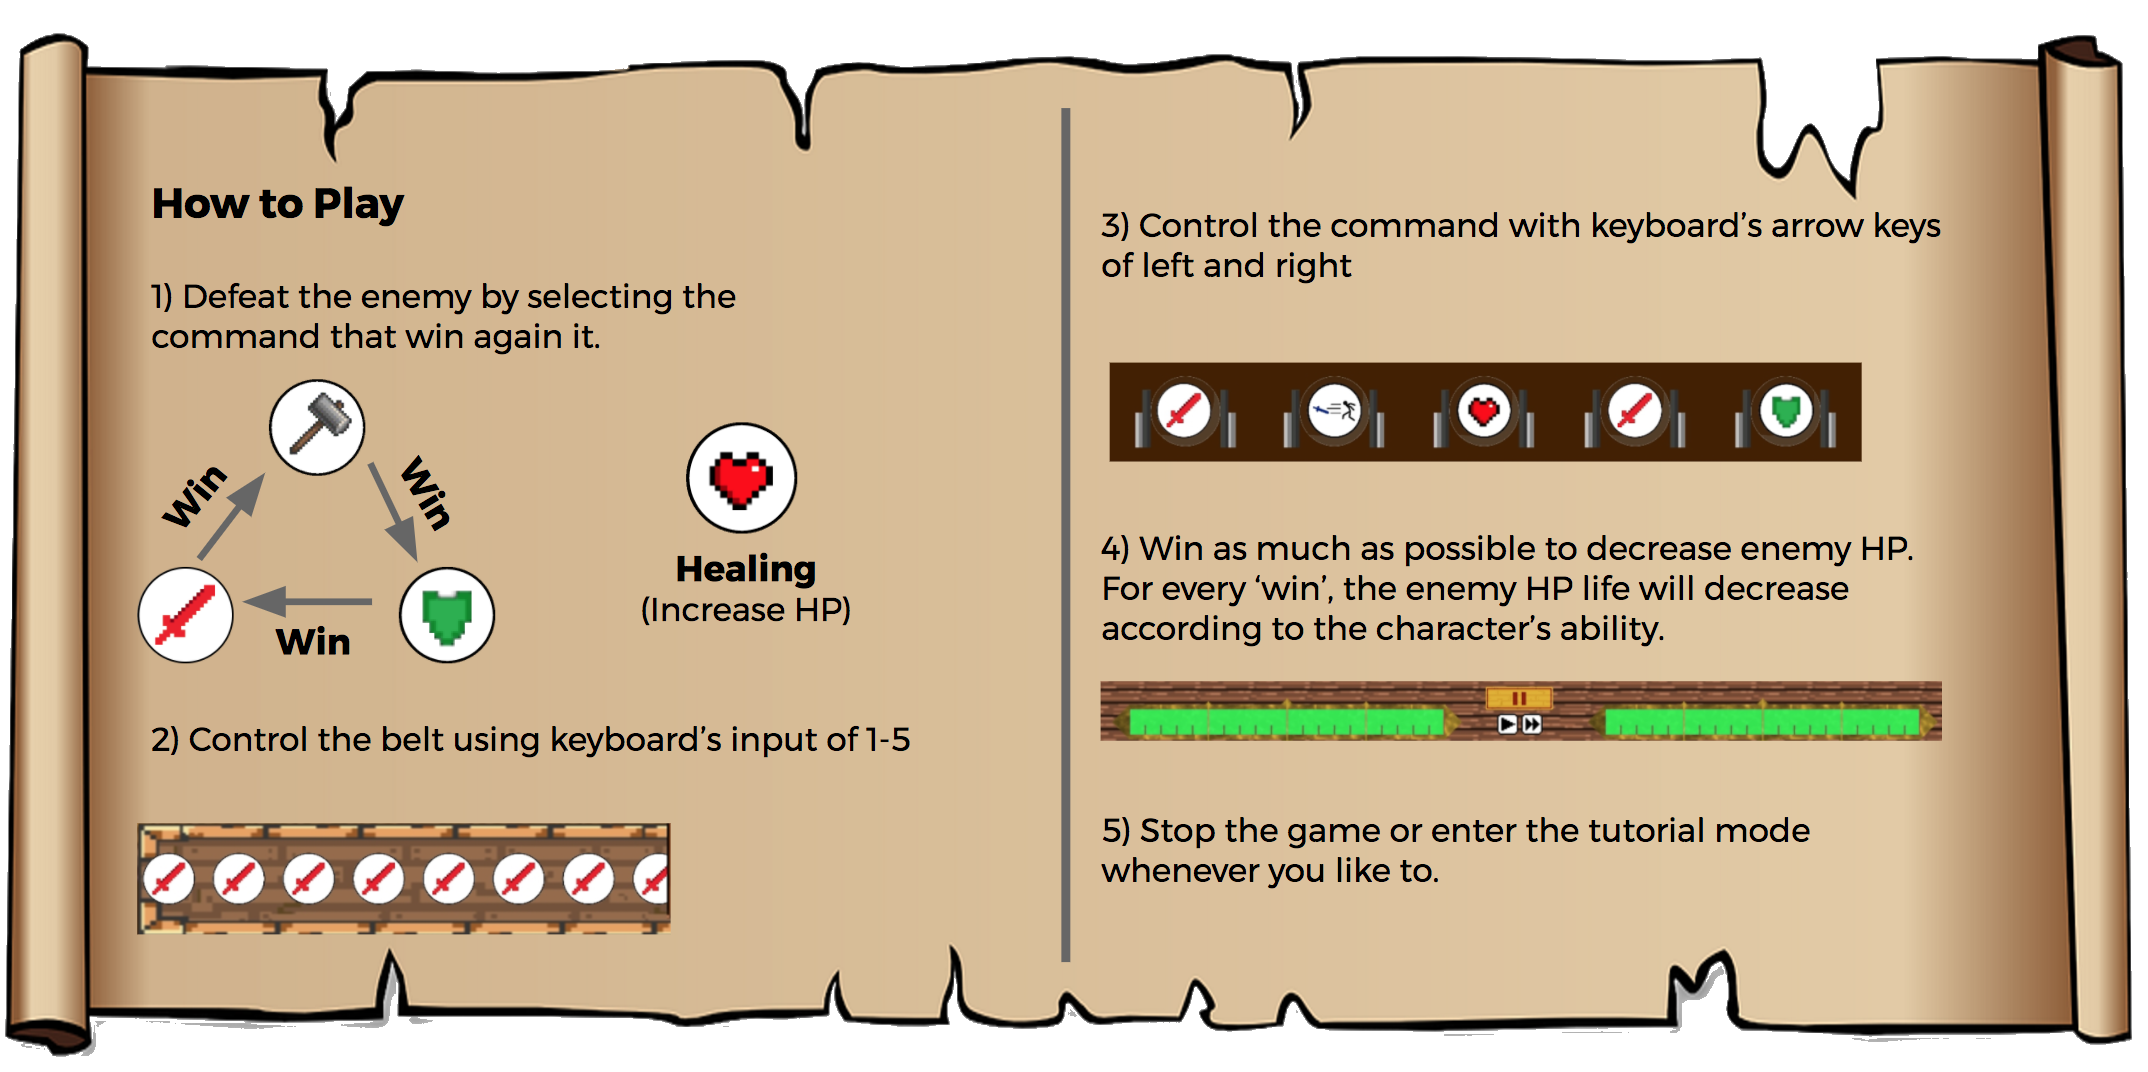 How to Play
1) Defeat the enemy by selecting the
command that win again it.
Win
Win
Win
Healing
(Increase HP)
2) Control the belt using keyboard’s input of 1-5
3) Control the command with keyboard’s arrow keys
of left and right
4) Win as much as possible to decrease enemy HP.
For every ‘win’, the enemy HP life will decrease
according to the character’s ability.
5) Stop the game or enter the tutorial mode
whenever you like to.